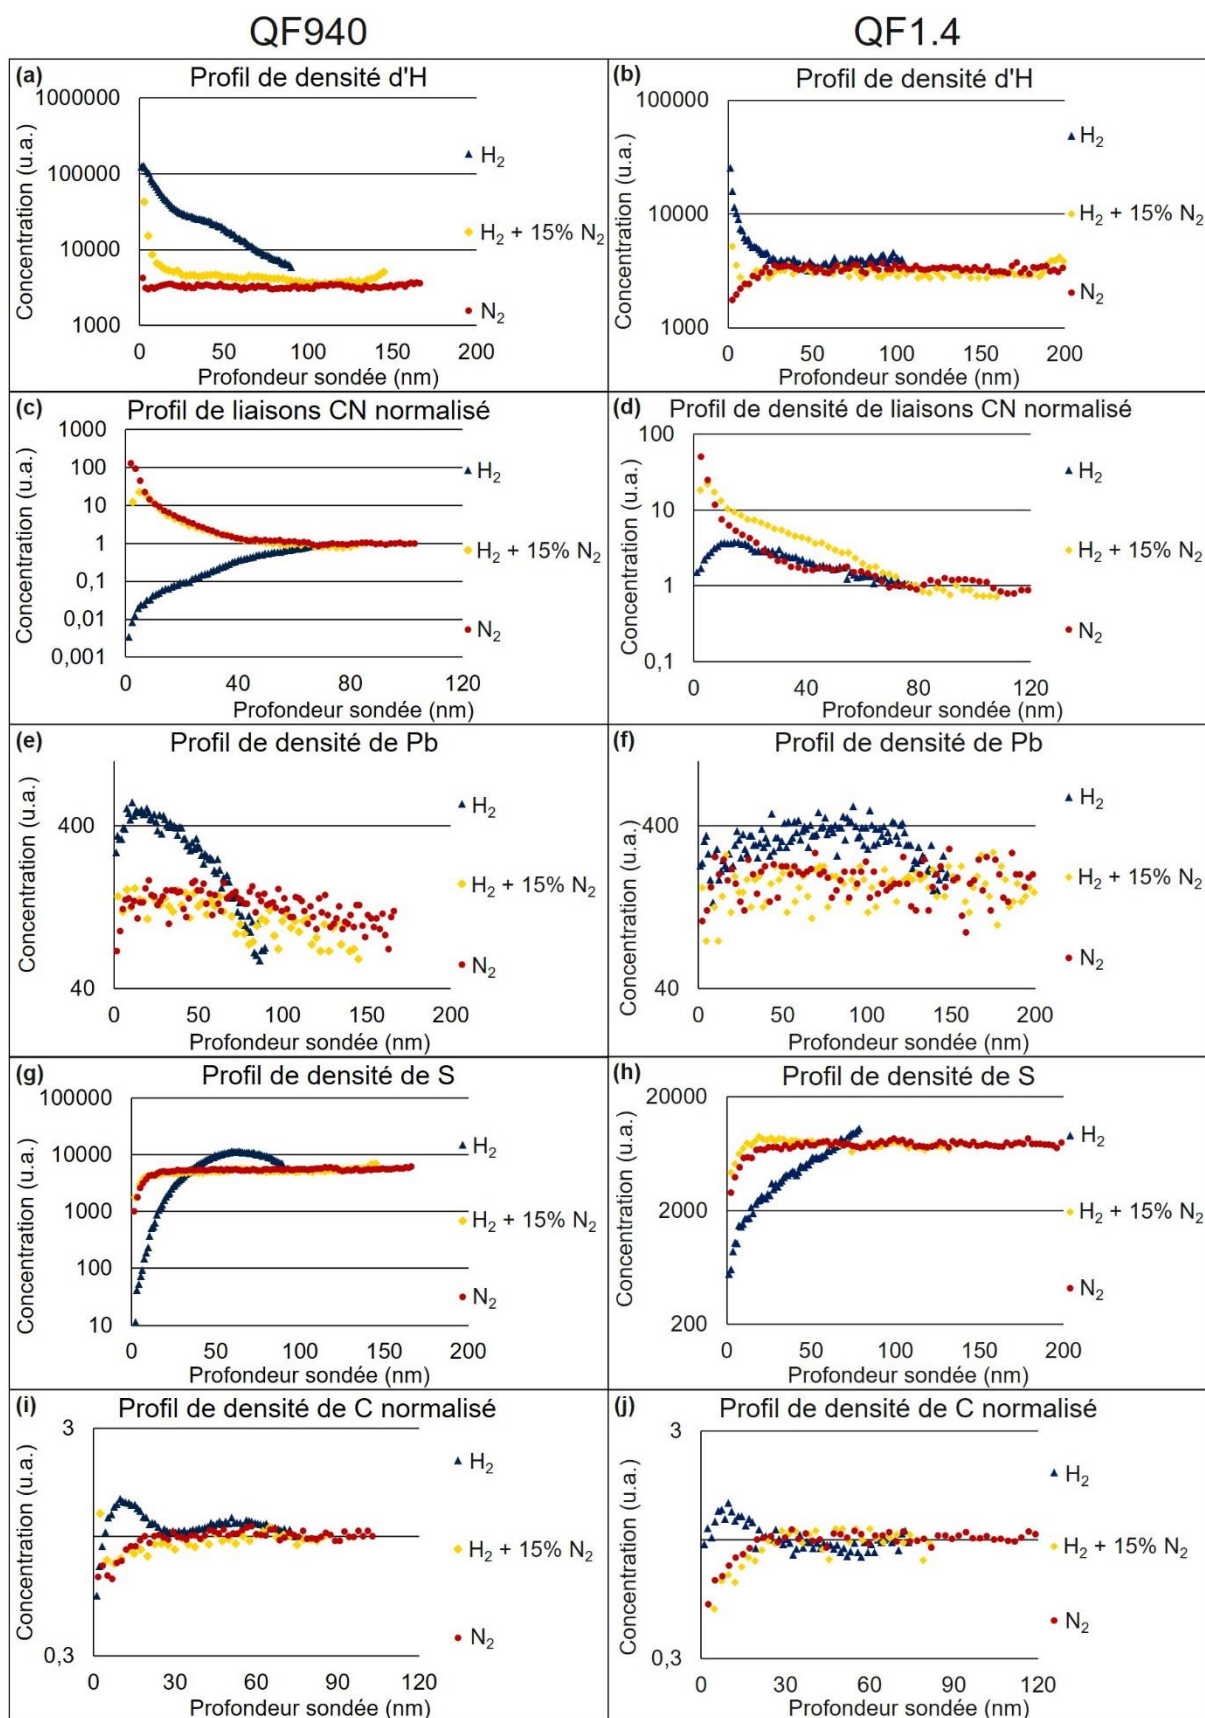 QF940
QF1.4
(a) Profil de densité d'H
Concentration (u.a.)
1000000
100000
10000
1000
0 50 100 150 200
Profondeur sondée (nm)
H₂
H₂ + 15% N₂
N₂
(b) Profil de densité d'H
Concentration (u.a.)
100000
10000
1000
0 50 100 150 200
Profondeur sondée (nm)
H₂
H₂ + 15% N₂
N₂
(c) Profil de liaisons CN normalisé
Concentration (u.a.)
1000
100
10
1
0,1
0,01
0,001
0 40 80 120
Profondeur sondée (nm)
H₂
H₂ + 15% N₂
N₂
(d) Profil de densité de liaisons CN normalisé
Concentration (u.a.)
100
10
1
0,1
0 40 80 120
Profondeur sondée (nm)
H₂
H₂ + 15% N₂
N₂
(e) Profil de densité de Pb
Concentration (u.a.)
400
40
0 50 100 150 200
Profondeur sondée (nm)
H₂
H₂ + 15% N₂
N₂
(f) Profil de densité de Pb
Concentration (u.a.)
400
40
0 50 100 150 200
Profondeur sondée (nm)
H₂
H₂ + 15% N₂
N₂
(g) Profil de densité de S
Concentration (u.a.)
100000
10000
1000
100
10
0 50 100 150 200
Profondeur sondée (nm)
H₂
H₂ + 15% N₂
N₂
(h) Profil de densité de S
Concentration (u.a.)
20000
2000
200
0 50 100 150 200
Profondeur sondée (nm)
H₂
H₂ + 15% N₂
N₂
(i) Profil de densité de C normalisé
Concentration (u.a.)
3
0,3
0 30 60 90 120
Profondeur sondée (nm)
H₂
H₂ + 15% N₂
N₂
(j) Profil de densité de C normalisé
Concentration (u.a.)
3
0,3
0 30 60 90 120
Profondeur sondée (nm)
H₂
H₂ + 15% N₂
N₂